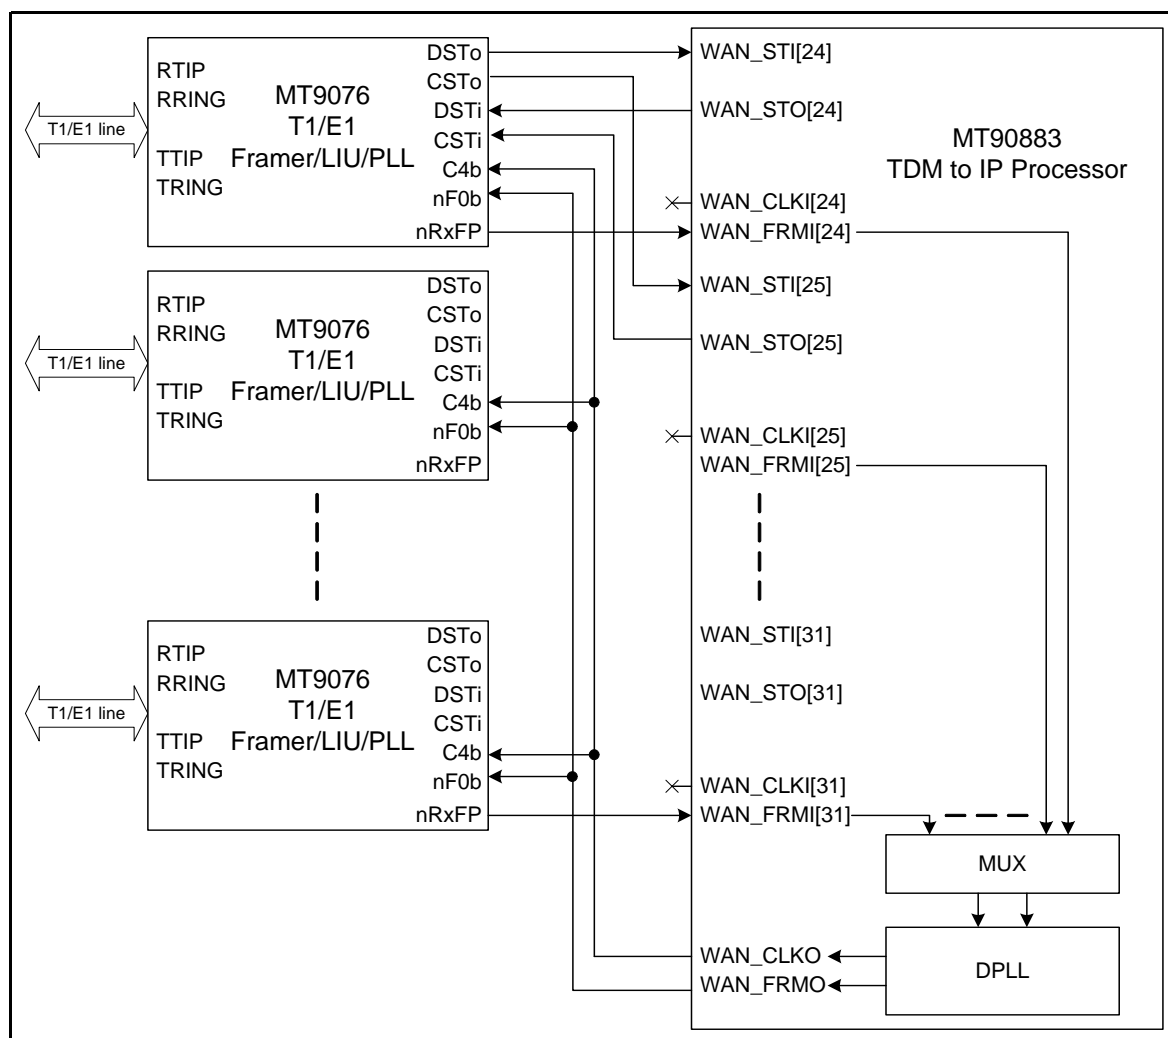 T1/E1 line
RTIP
RRING
TTIP
TRING
MT9076
T1/E1
Framer/LIU/PLL
DSTo
CSTo
DSTi
CSTi
C4b
nF0b
nRxFP
T1/E1 line
RTIP
RRING
TTIP
TRING
MT9076
T1/E1
Framer/LIU/PLL
DSTo
CSTo
DSTi
CSTi
C4b
nF0b
nRxFP
T1/E1 line
RTIP
RRING
TTIP
TRING
MT9076
T1/E1
Framer/LIU/PLL
DSTo
CSTo
DSTi
CSTi
C4b
nF0b
nRxFP
WAN_STI[24]
WAN_STO[24]
WAN_CLKI[24]
WAN_FRMI[24]
WAN_STI[25]
WAN_STO[25]
WAN_CLKI[25]
WAN_FRMI[25]
WAN_STI[31]
WAN_STO[31]
WAN_CLKI[31]
WAN_FRMI[31]
WAN_CLKO
WAN_FRMO
MT90883
TDM to IP Processor
MUX
DPLL